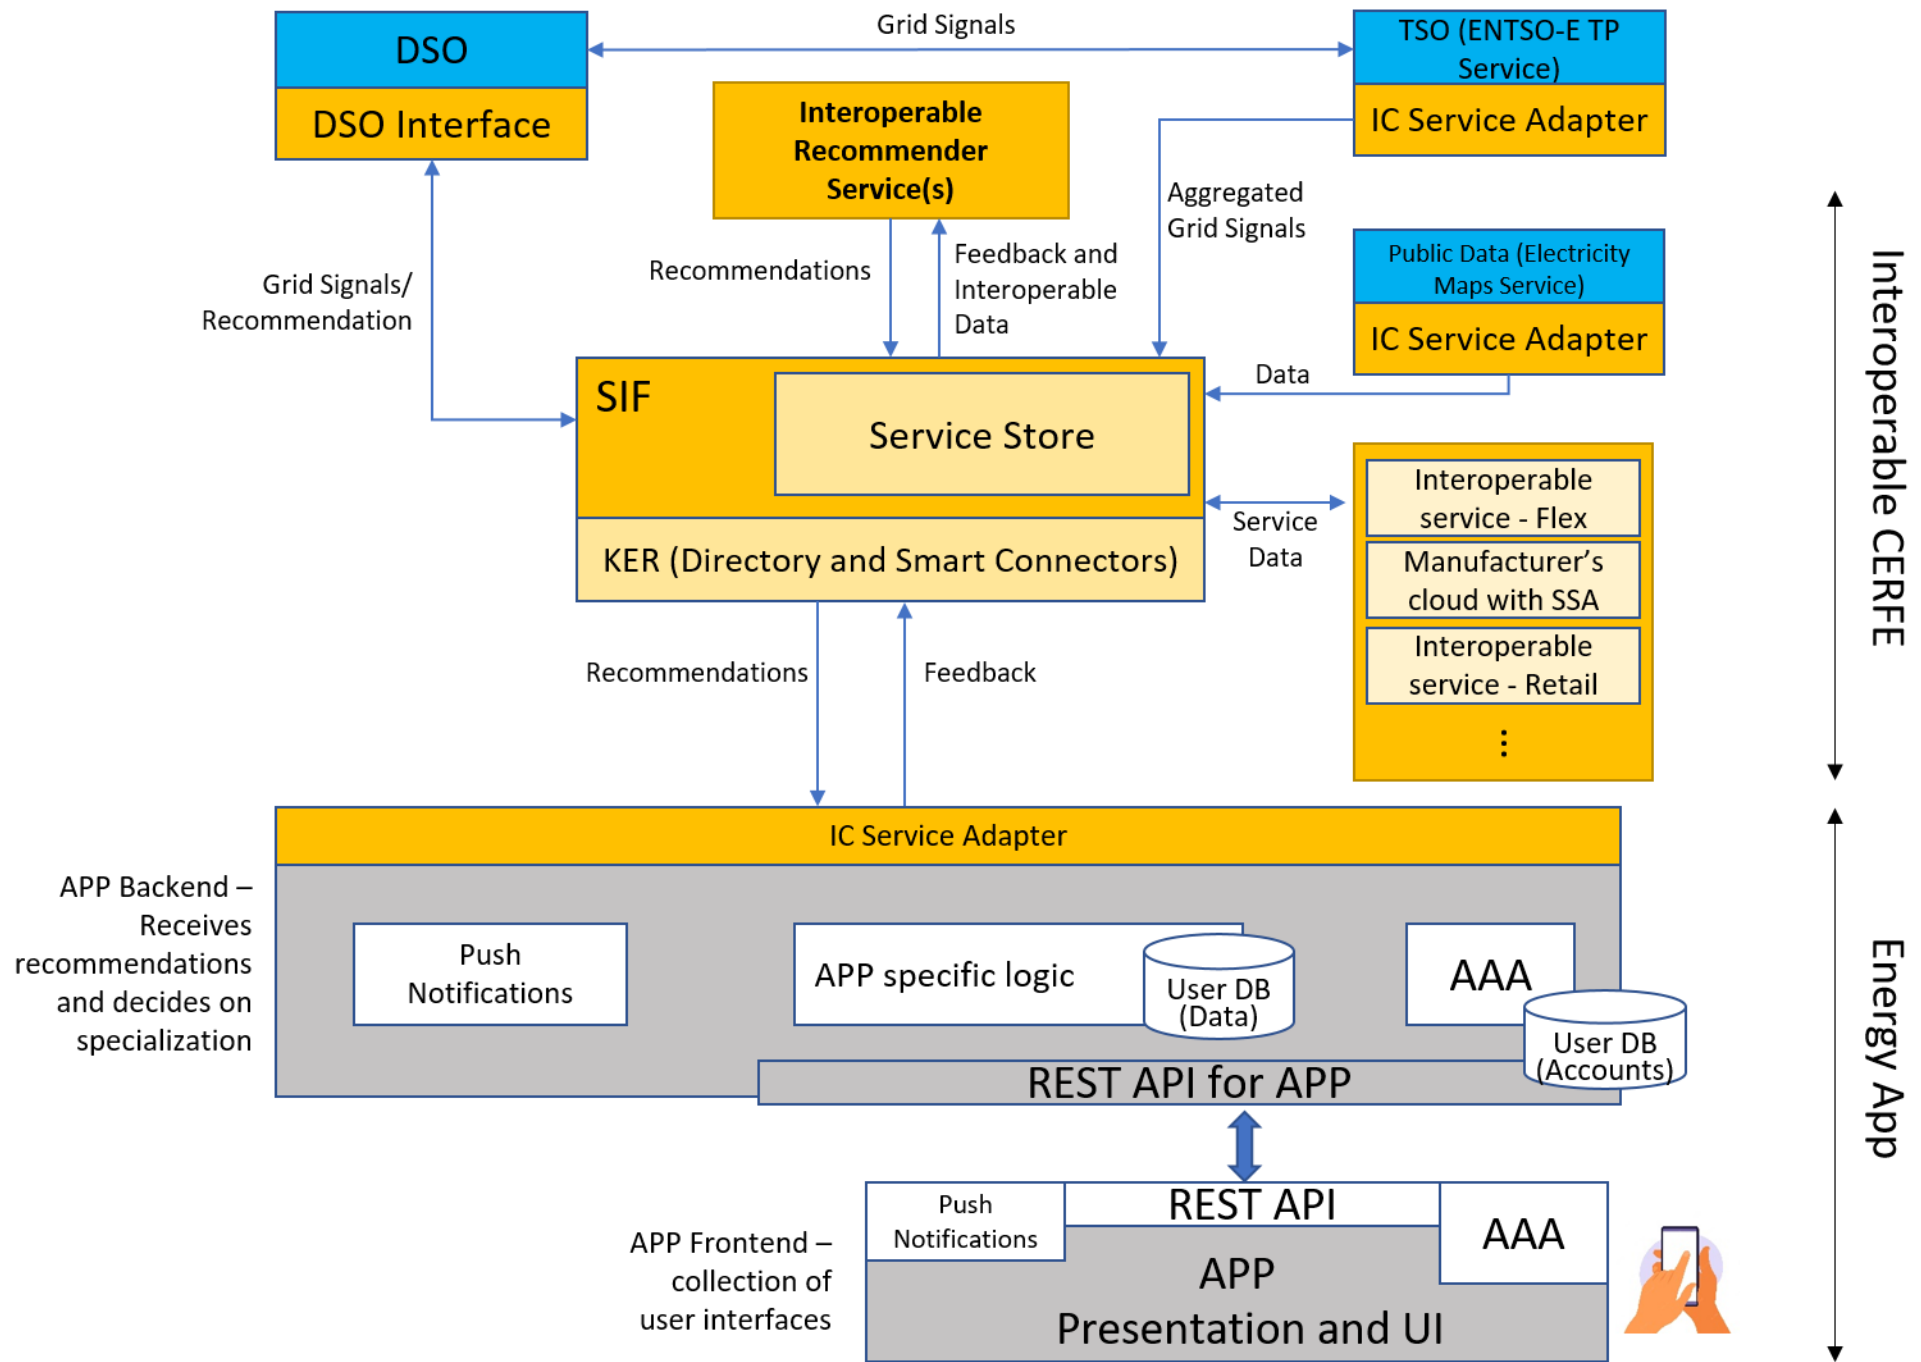 DSO
DSO Interface
Grid Signals
TSO (ENTSO-E TP
Service)
IC Service Adapter
Interoperable
Recommender
Service(s)
Aggregated
Grid Signals
Public Data (Electricity
Maps Service)
IC Service Adapter
Grid Signals/
Recommendation
Recommendations
Feedback and
Interoperable
Data
Data
SIF
Service Store
KER (Directory and Smart Connectors)
Service
Data
Interoperable
service - Flex
Manufacturer’s
cloud with SSA
Interoperable
service - Retail
⋮
Interoperable CERFE
Recommendations
Feedback
IC Service Adapter
APP Backend –
Receives
recommendations
and decides on
specialization
Push
Notifications
APP specific logic
User DB
(Data)
AAA
User DB
(Accounts)
REST API for APP
Energy App
APP Frontend –
collection of
user interfaces
Push
Notifications
REST API
AAA
APP
Presentation and UI